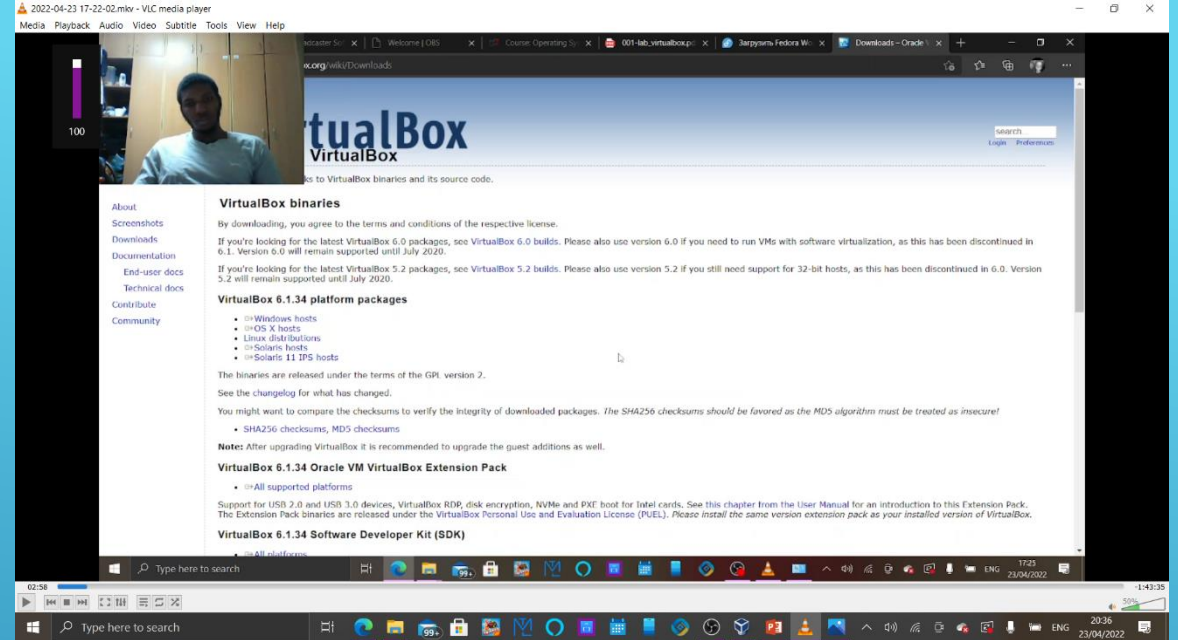 2022-04-23 17-22-02.mkv - VLC media player
Media Playback Audio Video Subtitle Tools View Help
Welcome | OBS
Course: Operating Sy
001-lab_virtualbox.p
Загрузить Fedora Wo
Downloads – Oracle
/wiki/Downloads
100
tualBox
VirtualBox
search...
Login Preferences
ks to VirtualBox binaries and its source code.
About
Screenshots
Downloads
Documentation
End-user docs
Technical docs
Contribute
Community
VirtualBox binaries
By downloading, you agree to the terms and conditions of the respective license.
If you're looking for the latest VirtualBox 6.0 packages, see VirtualBox 6.0 builds. Please also use version 6.0 if you need to run VMs with software virtualization, as this has been discontinued in
6.1. Version 6.0 will remain supported until July 2020.
If you're looking for the latest VirtualBox 5.2 packages, see VirtualBox 5.2 builds. Please also use version 5.2 if you still need support for 32-bit hosts, as this has been discontinued in 6.0. Version
5.2 will remain supported until July 2020.
VirtualBox 6.1.34 platform packages
Windows hosts
OS X hosts
Linux distributions
Solaris hosts
Solaris 11 IPS hosts
The binaries are released under the terms of the GPL version 2.
See the changelog for what has changed.
You might want to compare the checksums to verify the integrity of downloaded packages. The SHA256 checksums should be favored as the MD5 algorithm must be treated as insecure!
SHA256 checksums, MD5 checksums
Note: After upgrading VirtualBox it is recommended to upgrade the guest additions as well.
VirtualBox 6.1.34 Oracle VM VirtualBox Extension Pack
All supported platforms
Support for USB 2.0 and USB 3.0 devices, VirtualBox RDP, disk encryption, NVMe and PXE boot for Intel cards. See this chapter from the User Manual for an introduction to this Extension Pack.
The Extension Pack binaries are released under the VirtualBox Personal Use and Evaluation License (PUEL). Please install the same version extension pack as your installed version of VirtualBox.
VirtualBox 6.1.34 Software Developer Kit (SDK)
All platforms
Type here to search
99+
ENG
17:25
23/04/2022
02:58
-1:43:35
50%
Type here to search
99+
ENG
20:36
23/04/2022